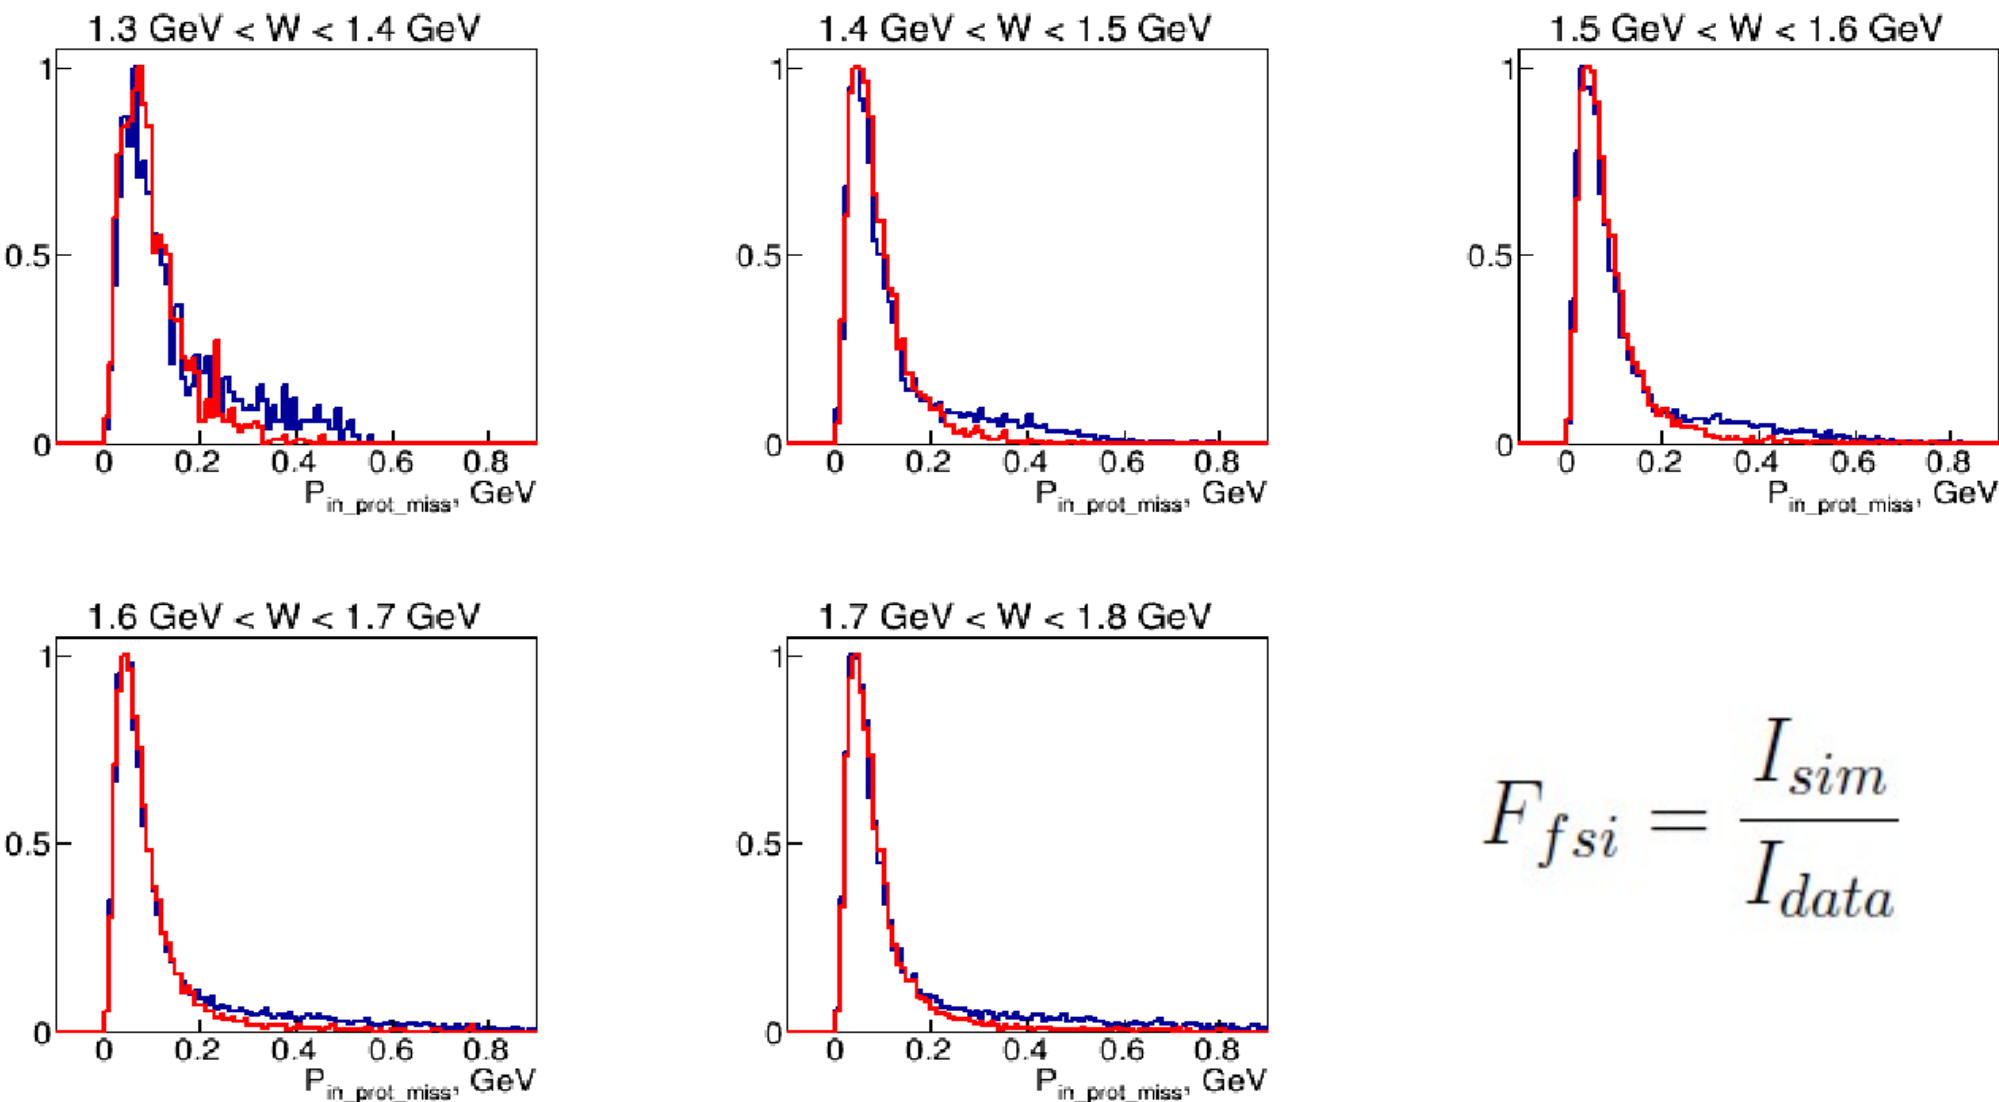 1.3 GeV < W < 1.4 GeV
1
0.5
0
0 0.2 0.4 0.6 0.8
P_in_prot_miss, GeV
1.4 GeV < W < 1.5 GeV
1
0.5
0
0 0.2 0.4 0.6 0.8
P_in_prot_miss, GeV
1.5 GeV < W < 1.6 GeV
1
0.5
0
0 0.2 0.4 0.6 0.8
P_in_prot_miss, GeV
1.6 GeV < W < 1.7 GeV
1
0.5
0
0 0.2 0.4 0.6 0.8
P_in_prot_miss, GeV
1.7 GeV < W < 1.8 GeV
1
0.5
0
0 0.2 0.4 0.6 0.8
P_in_prot_miss, GeV
F_fsi = I_sim / I_data